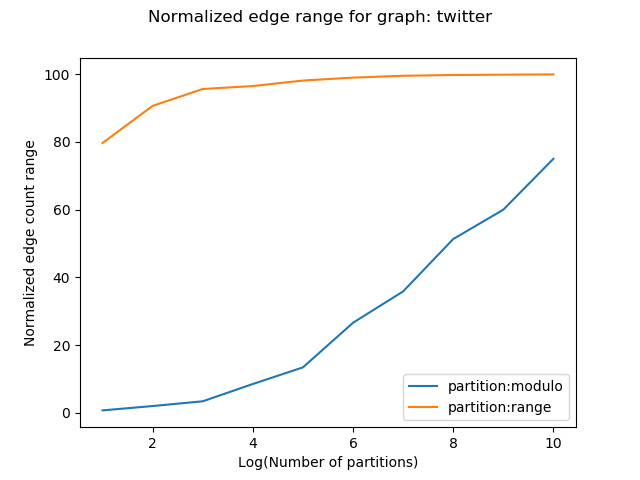 Normalized edge range for graph: twitter
100
80
60
40
20
0
Normalized edge count range
2 4 6 8 10
Log(Number of partitions)
partition:modulo
partition:range